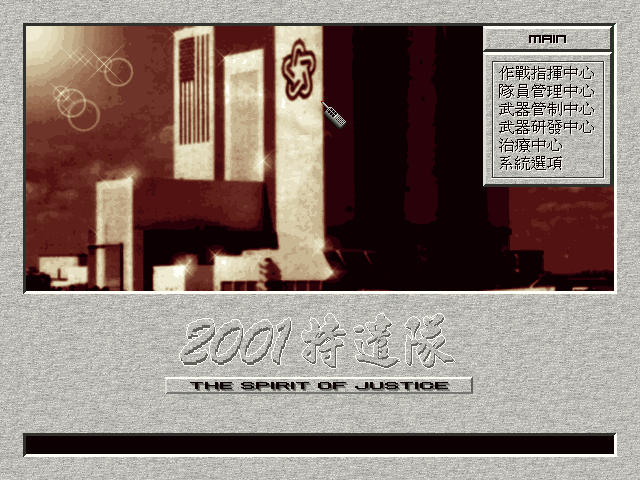 MAIN
作戰指揮中心
隊員管理中心
武器管制中心
武器研發中心
治療中心
系統選項
2001特遣隊
THE SPIRIT OF JUSTICE